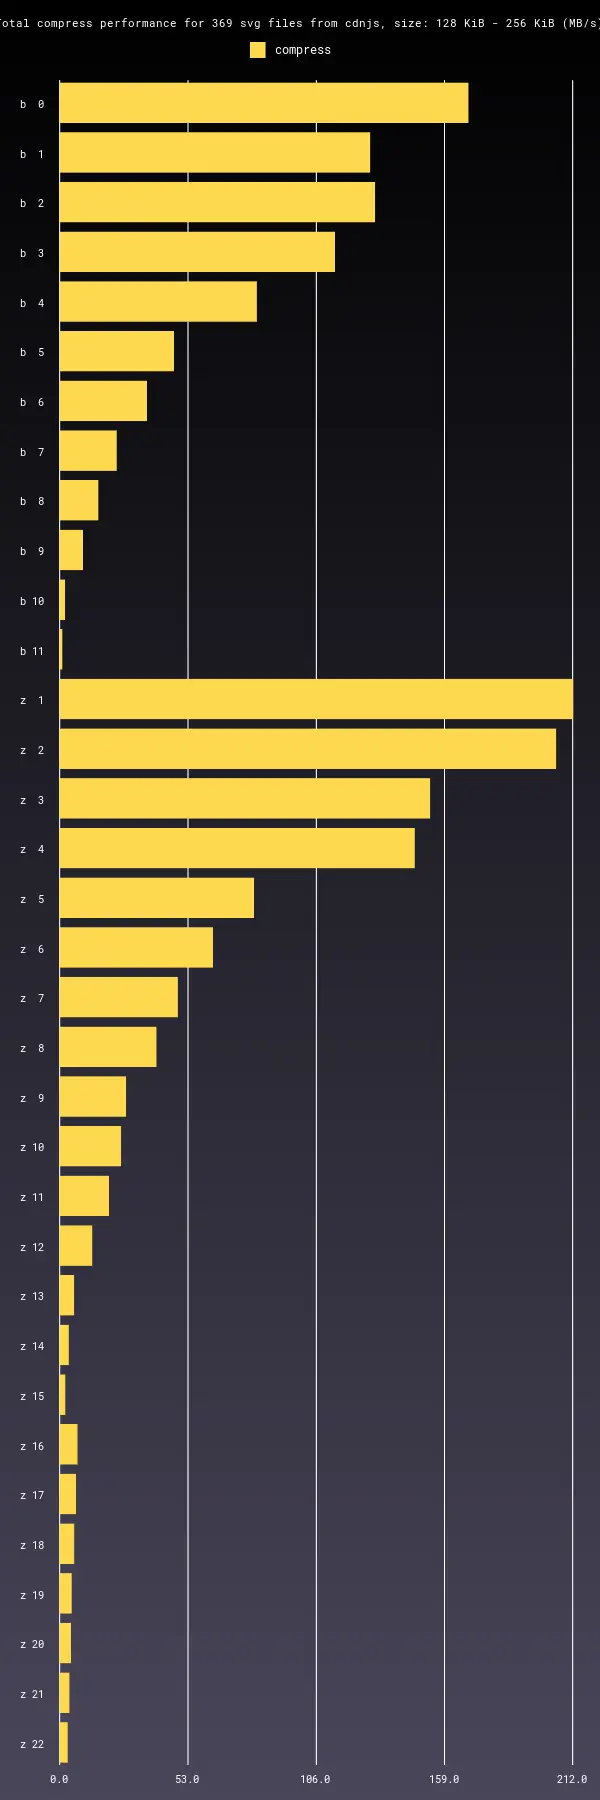 otal compress performance for 369 svg files from cdnjs, size: 128 KiB - 256 KiB (MB/s)
compress
b 0
b 1
b 2
b 3
b 4
b 5
b 6
b 7
b 8
b 9
b 10
b 11
z 1
z 2
z 3
z 4
z 5
z 6
z 7
z 8
z 9
z 10
z 11
z 12
z 13
z 14
z 15
z 16
z 17
z 18
z 19
z 20
z 21
z 22
0.0 53.0 106.0 159.0 212.0